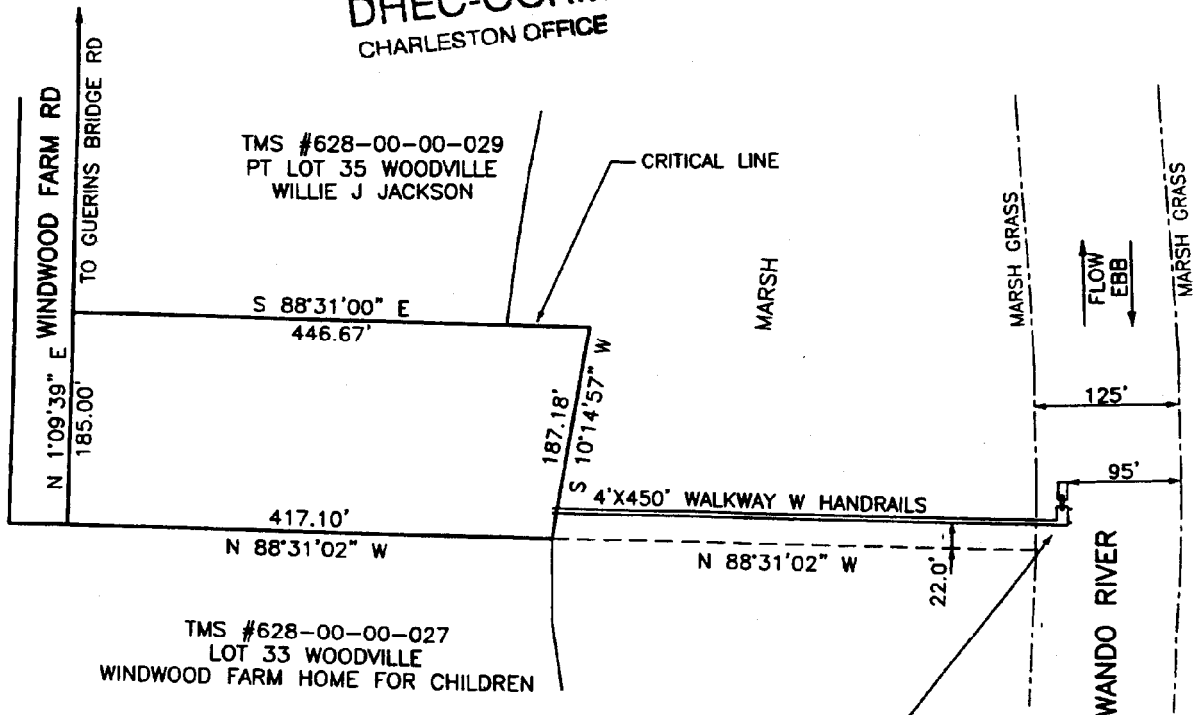 CHARLESTON OFFICE
WINDWOOD FARM RD
TO GUERINS BRIDGE RD
TMS #628-00-00-029
PT LOT 35 WOODVILLE
WILLIE J JACKSON
CRITICAL LINE
MARSH
MARSH GRASS
FLOW
EBB
MARSH GRASS
S 88°31'00" E
446.67'
N 1°09'39" E
185.00'
187.18'
S 10°14'57" W
125'
95'
4'X450' WALKWAY W HANDRAILS
417.10'
N 88°31'02" W
N 88°31'02" W
22.0'
WANDO RIVER
TMS #628-00-00-027
LOT 33 WOODVILLE
WINDWOOD FARM HOME FOR CHILDREN